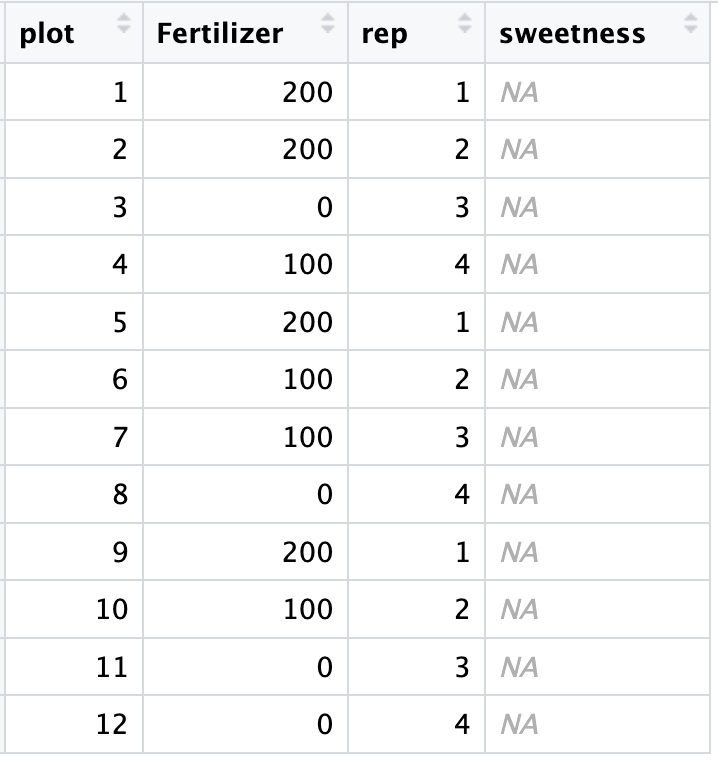 plot Fertilizer rep sweetness
1 200 1 NA
2 200 2 NA
3 0 3 NA
4 100 4 NA
5 200 1 NA
6 100 2 NA
7 100 3 NA
8 0 4 NA
9 200 1 NA
10 100 2 NA
11 0 3 NA
12 0 4 NA